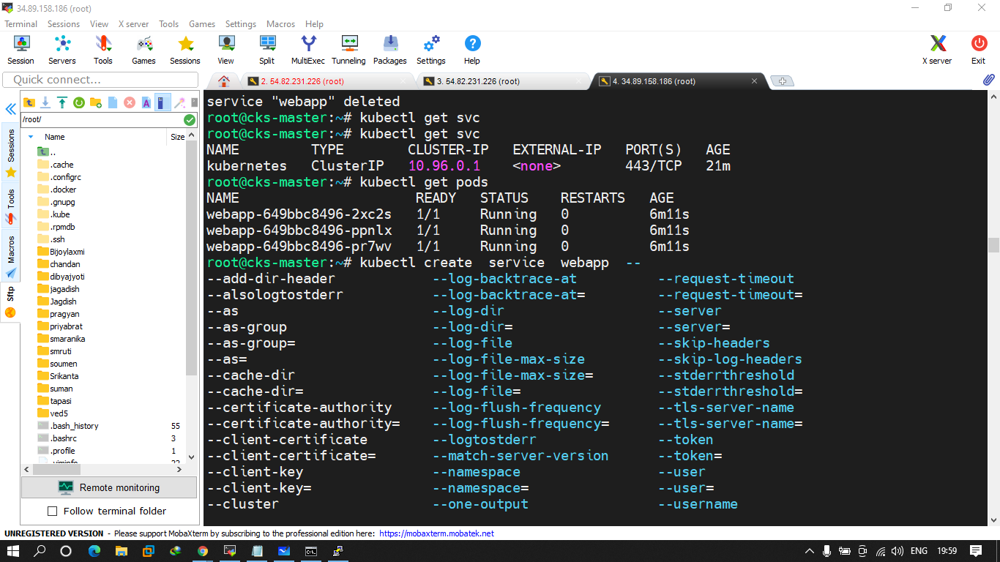 34.89.158.186 (root)
Terminal Sessions View X server Tools Games Settings Macros Help
Session Servers Tools Games Sessions View Split MultiExec Tunneling Packages Settings Help X server Exit
Quick connect...
2. 54.82.231.226 (root)
3. 54.82.231.226 (root)
4. 34.89.158.186 (root)
Sessions
Tools
Macros
Sftp
/root/
Name Size
..
.cache
.configrc
.docker
.gnupg
.kube
.rpmdb
.ssh
Bijoylaxmi
chandan
dibyajyoti
jagadish
Jagdish
pragyan
priyabrat
smaranika
smruti
soumen
Srikanta
suman
tapasi
ved5
.bash_history 55
.bashrc 3
.profile 1
Remote monitoring
Follow terminal folder
service "webapp" deleted
root@cks-master:~# kubectl get svc
root@cks-master:~# kubectl get svc
NAME TYPE CLUSTER-IP EXTERNAL-IP PORT(S) AGE
kubernetes ClusterIP 10.96.0.1 <none> 443/TCP 21m
root@cks-master:~# kubectl get pods
NAME READY STATUS RESTARTS AGE
webapp-649bbc8496-2xc2s 1/1 Running 0 6m11s
webapp-649bbc8496-ppnlx 1/1 Running 0 6m11s
webapp-649bbc8496-pr7wv 1/1 Running 0 6m11s
root@cks-master:~# kubectl create service webapp --
--add-dir-header --log-backtrace-at --request-timeout
--alsologtostderr --log-backtrace-at= --request-timeout=
--as --log-dir --server
--as-group --log-dir= --server=
--as-group= --log-file --skip-headers
--as= --log-file-max-size --skip-log-headers
--cache-dir --log-file-max-size= --stderrthreshold
--cache-dir= --log-file= --stderrthreshold=
--certificate-authority --log-flush-frequency --tls-server-name
--certificate-authority= --log-flush-frequency= --tls-server-name=
--client-certificate --logtostderr --token
--client-certificate= --match-server-version --token=
--client-key --namespace --user
--client-key= --namespace= --user=
--cluster --one-output --username
UNREGISTERED VERSION - Please support MobaXterm by subscribing to the professional edition here: https://mobaxterm.mobatek.net
ENG 19:59